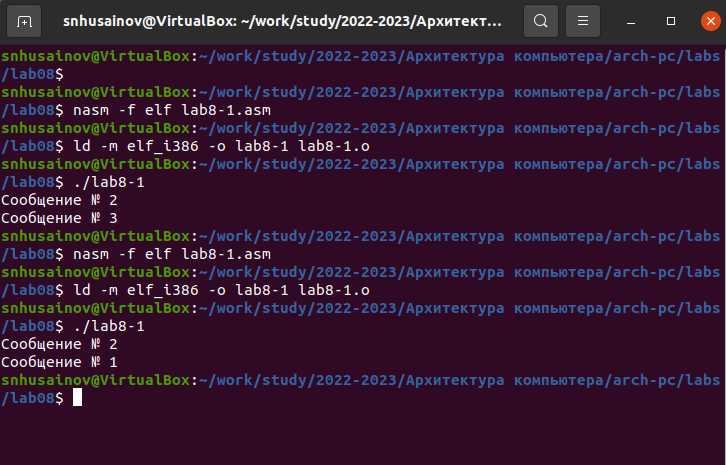 snhusainov@VirtualBox: ~/work/study/2022-2023/Архитект...
snhusainov@VirtualBox:~/work/study/2022-2023/Архитектура компьютера/arch-pc/labs
/lab08$
snhusainov@VirtualBox:~/work/study/2022-2023/Архитектура компьютера/arch-pc/labs
/lab08$ nasm -f elf lab8-1.asm
snhusainov@VirtualBox:~/work/study/2022-2023/Архитектура компьютера/arch-pc/labs
/lab08$ ld -m elf_i386 -o lab8-1 lab8-1.o
snhusainov@VirtualBox:~/work/study/2022-2023/Архитектура компьютера/arch-pc/labs
/lab08$ ./lab8-1
Сообщение № 2
Сообщение № 3
snhusainov@VirtualBox:~/work/study/2022-2023/Архитектура компьютера/arch-pc/labs
/lab08$ nasm -f elf lab8-1.asm
snhusainov@VirtualBox:~/work/study/2022-2023/Архитектура компьютера/arch-pc/labs
/lab08$ ld -m elf_i386 -o lab8-1 lab8-1.o
snhusainov@VirtualBox:~/work/study/2022-2023/Архитектура компьютера/arch-pc/labs
/lab08$ ./lab8-1
Сообщение № 2
Сообщение № 1
snhusainov@VirtualBox:~/work/study/2022-2023/Архитектура компьютера/arch-pc/labs
/lab08$